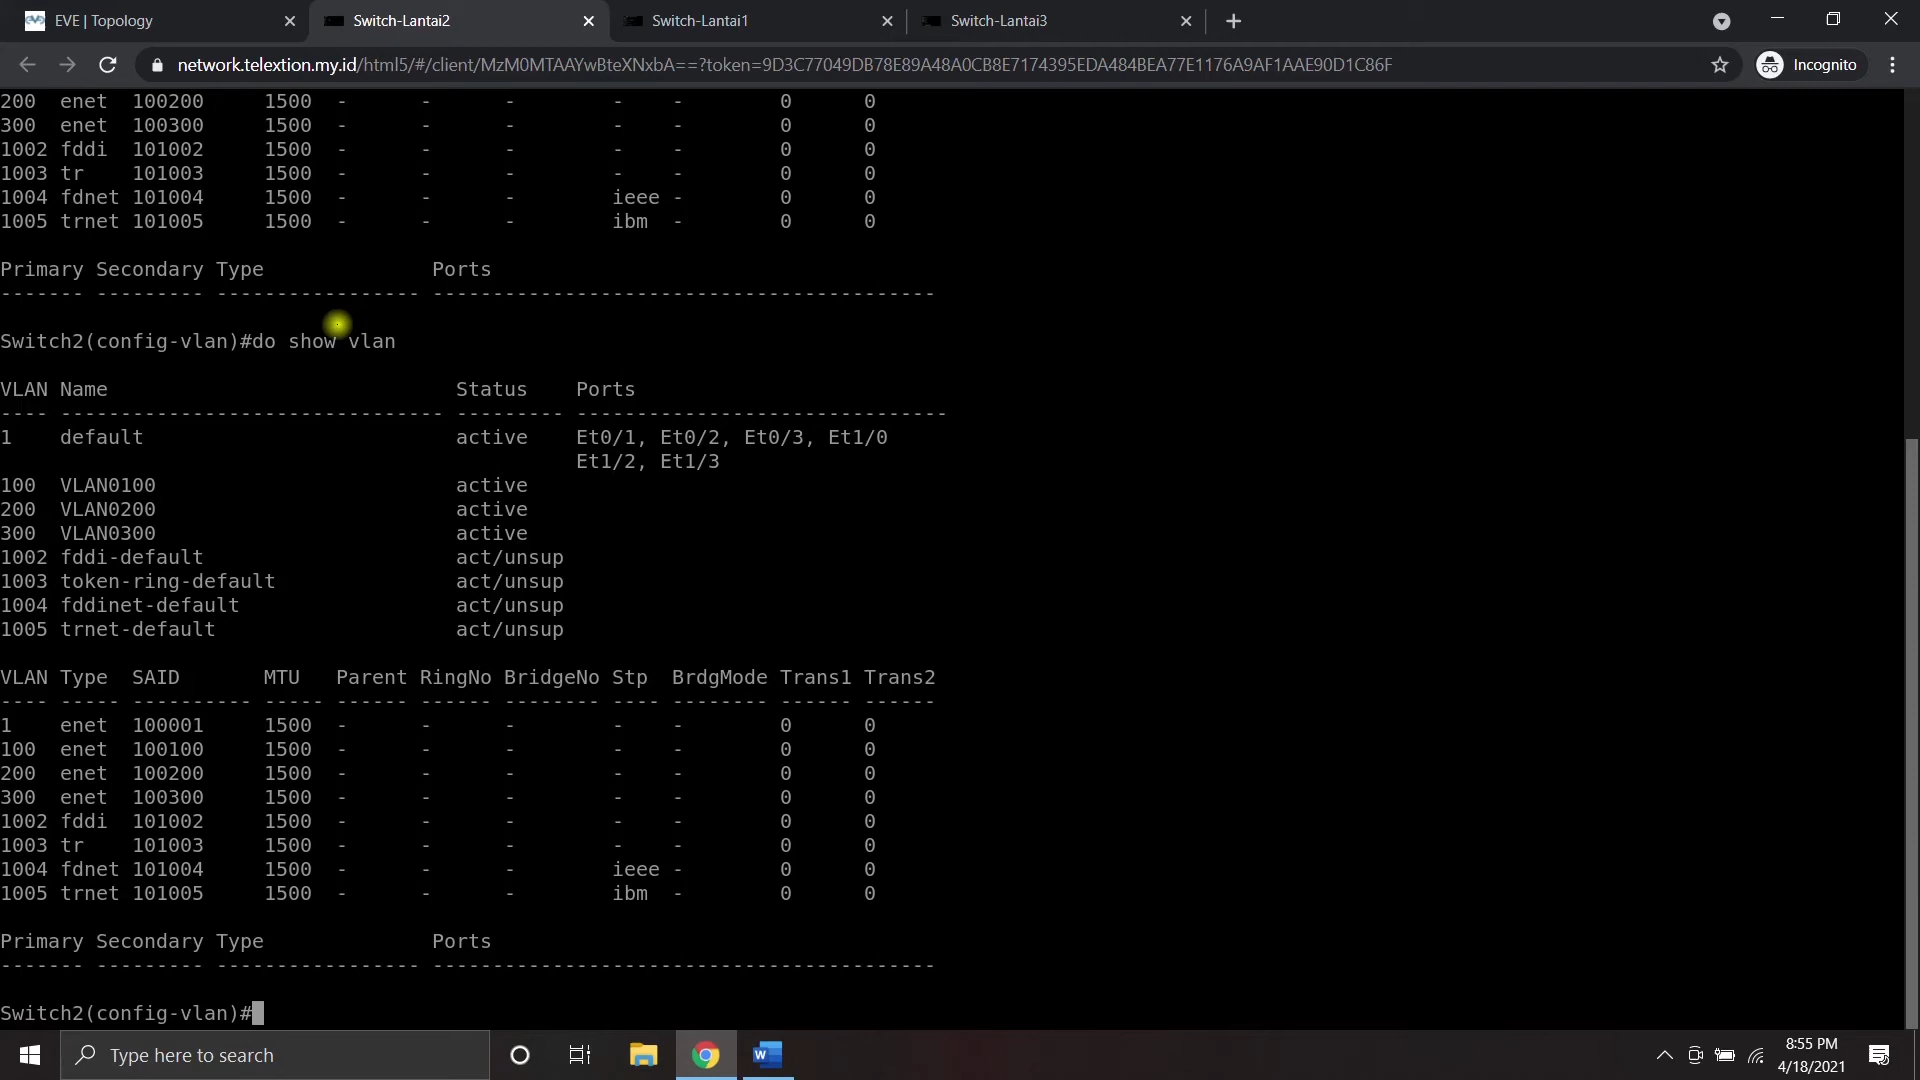 EVE | Topology
Switch-Lantai2
Switch-Lantai1
Switch-Lantai3
network.telextion.my.id/html5/#/client/MzM0MTAAYwBteXNxbA==?token=9D3C77049DB78E89A48A0CB8E7174395EDA484BEA77E1176A9AF1AAE90D1C86F
Incognito
200  enet  100200     1500  -      -      -        -    -        0      0
300  enet  100300     1500  -      -      -        -    -        0      0
1002 fddi  101002     1500  -      -      -        -    -        0      0
1003 tr    101003     1500  -      -      -        -    -        0      0
1004 fdnet 101004     1500  -      -      -        ieee -        0      0
1005 trnet 101005     1500  -      -      -        ibm  -        0      0
Primary Secondary Type              Ports
------- --------- ----------------- ------------------------------------------
Switch2(config-vlan)#do show vlan
VLAN Name                             Status    Ports
---- -------------------------------- --------- -------------------------------
1    default                          active    Et0/1, Et0/2, Et0/3, Et1/0
                                                Et1/2, Et1/3
100  VLAN0100                         active
200  VLAN0200                         active
300  VLAN0300                         active
1002 fddi-default                     act/unsup
1003 token-ring-default               act/unsup
1004 fddinet-default                  act/unsup
1005 trnet-default                    act/unsup
VLAN Type  SAID       MTU   Parent RingNo BridgeNo Stp  BrdgMode Trans1 Trans2
---- ----- ---------- ----- ------ ------ -------- ---- -------- ------ ------
1    enet  100001     1500  -      -      -        -    -        0      0
100  enet  100100     1500  -      -      -        -    -        0      0
200  enet  100200     1500  -      -      -        -    -        0      0
300  enet  100300     1500  -      -      -        -    -        0      0
1002 fddi  101002     1500  -      -      -        -    -        0      0
1003 tr    101003     1500  -      -      -        -    -        0      0
1004 fdnet 101004     1500  -      -      -        ieee -        0      0
1005 trnet 101005     1500  -      -      -        ibm  -        0      0
Primary Secondary Type              Ports
------- --------- ----------------- ------------------------------------------
Switch2(config-vlan)#
Type here to search
8:55 PM
4/18/2021